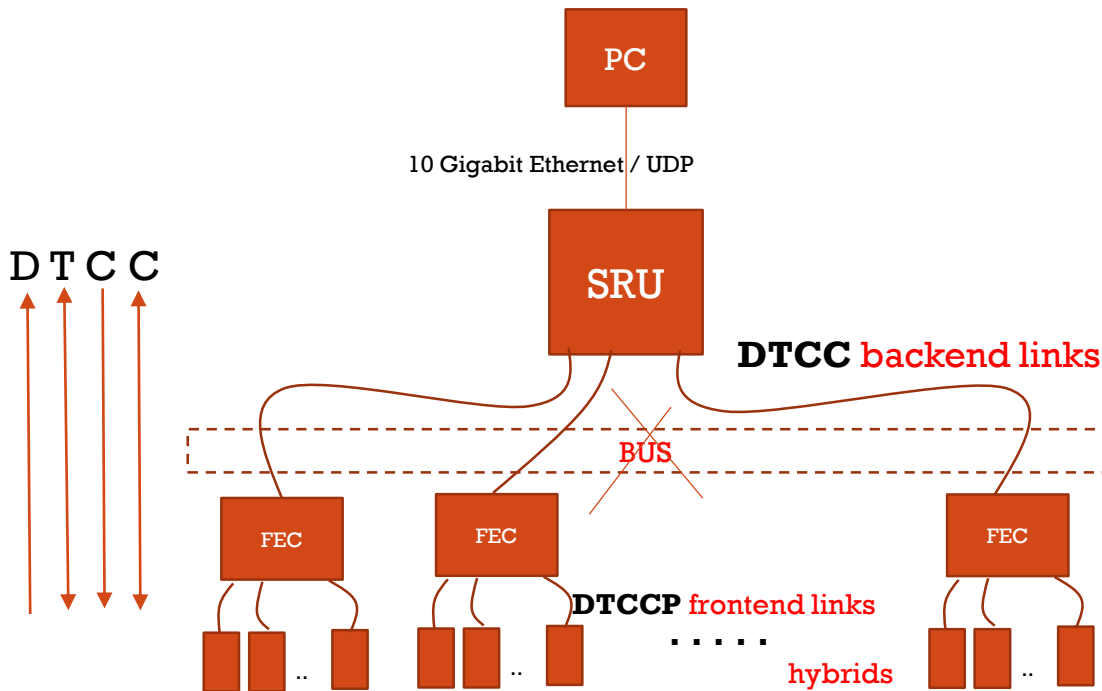 PC
10 Gigabit Ethernet / UDP
D T C C
SRU
DTCC backend links
BUS
FEC
FEC
FEC
DTCCP frontend links
. . . . .
..
..
..
hybrids